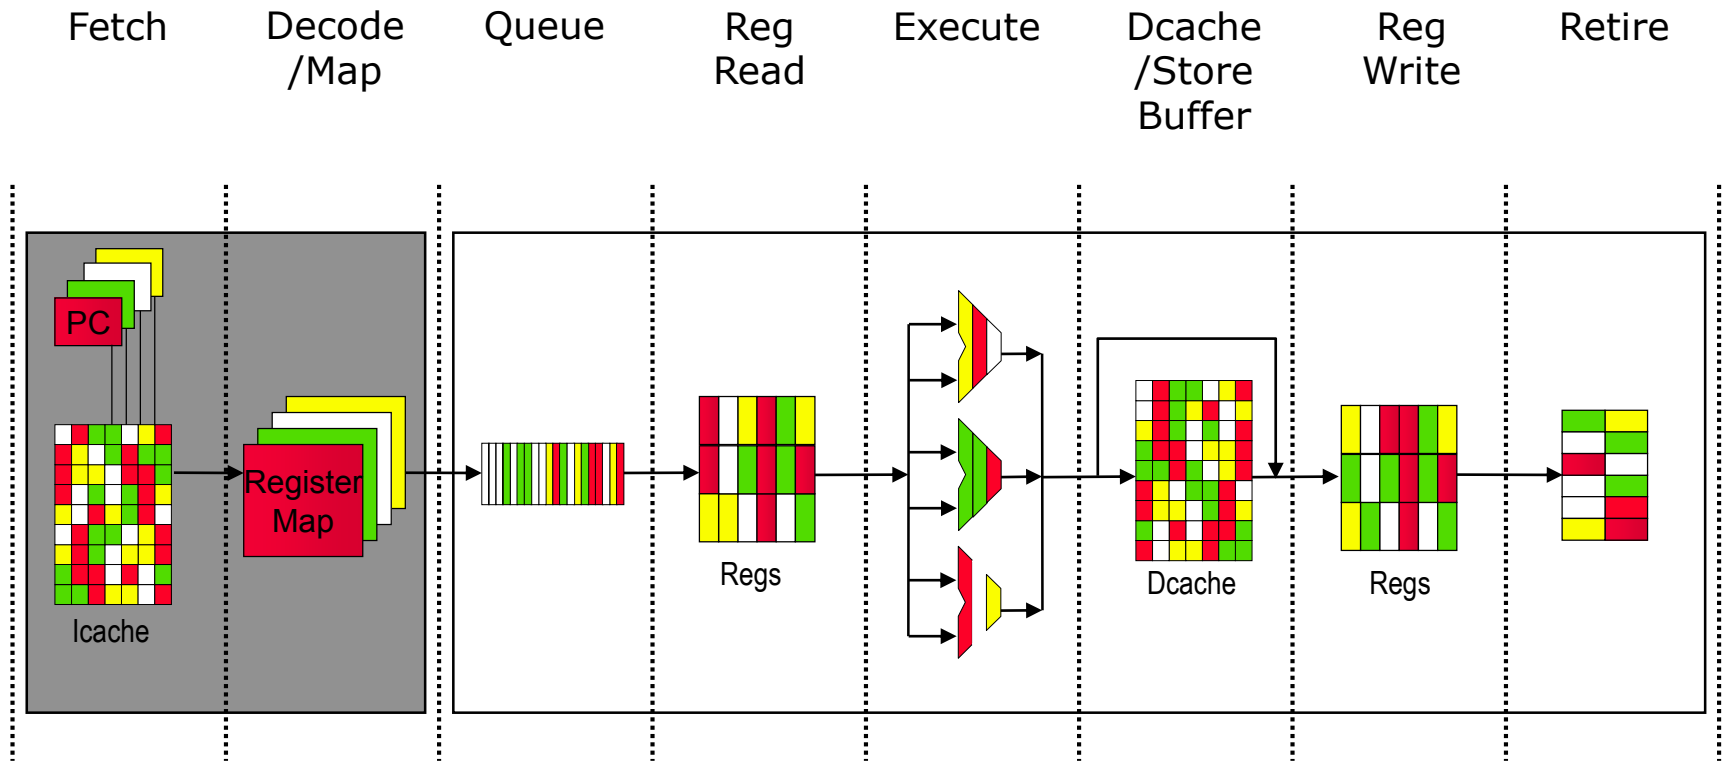 Fetch
Decode
/Map
Queue
Reg
Read
Execute
Dcache
/Store
Buffer
Reg
Write
Retire
PC
Icache
Register
Map
Regs
Dcache
Regs